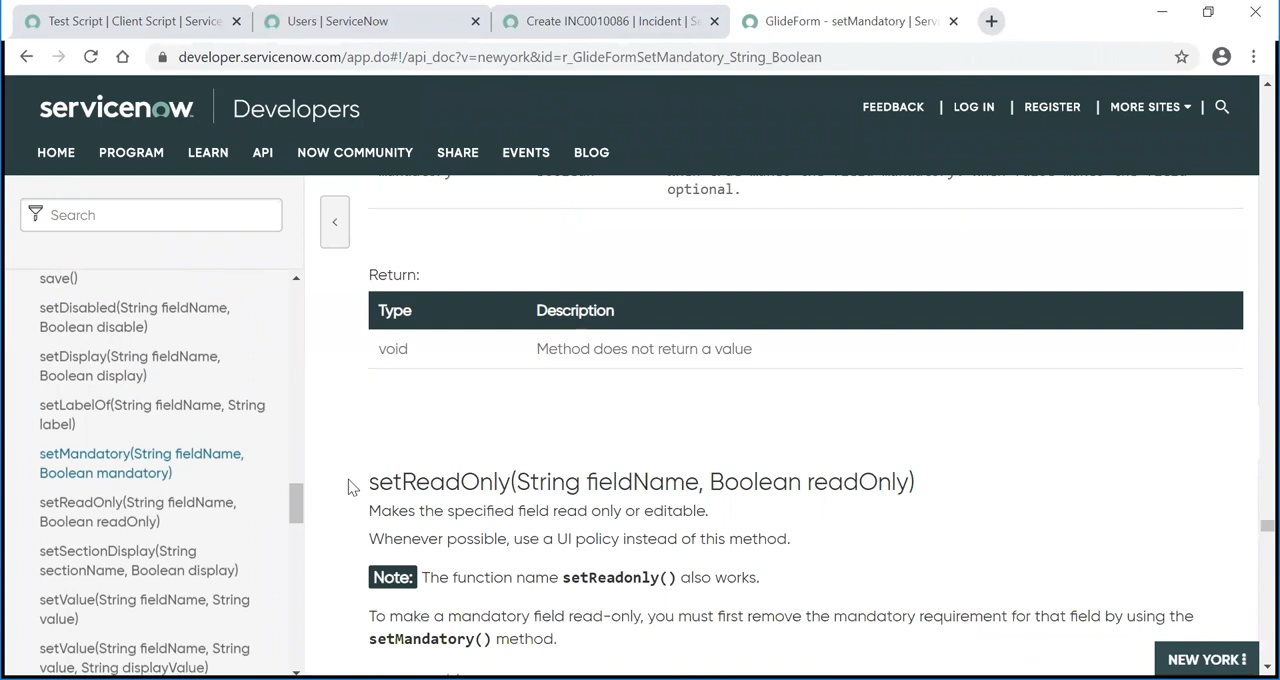 Test Script | Client Script | Service
Users | ServiceNow
Create INC0010086 | Incident | S
GlideForm - setMandatory | Servi
developer.servicenow.com/app.do#!/api_doc?v=newyork&id=r_GlideFormSetMandatory_String_Boolean
servicenow Developers
FEEDBACK | LOG IN | REGISTER | MORE SITES |
HOME PROGRAM LEARN API NOW COMMUNITY SHARE EVENTS BLOG
Search
save()
setDisabled(String fieldName,
Boolean disable)
setDisplay(String fieldName,
Boolean display)
setLabelOf(String fieldName, String
label)
setMandatory(String fieldName,
Boolean mandatory)
setReadOnly(String fieldName,
Boolean readOnly)
setSectionDisplay(String
sectionName, Boolean display)
setValue(String fieldName, String
value)
setValue(String fieldName, String
value, String displayValue)
optional.
Return:
Type Description
void Method does not return a value
setReadOnly(String fieldName, Boolean readOnly)
Makes the specified field read only or editable.
Whenever possible, use a UI policy instead of this method.
Note: The function name setReadonly() also works.
To make a mandatory field read-only, you must first remove the mandatory requirement for that field by using the
setMandatory() method.
NEW YORK